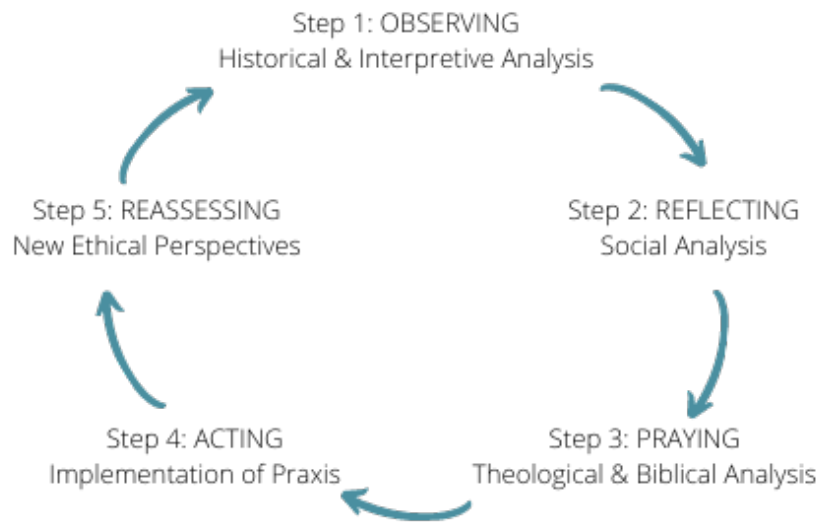 Step 1: OBSERVING
Historical & Interpretive Analysis
Step 2: REFLECTING
Social Analysis
Step 3: PRAYING
Theological & Biblical Analysis
Step 4: ACTING
Implementation of Praxis
Step 5: REASSESSING
New Ethical Perspectives